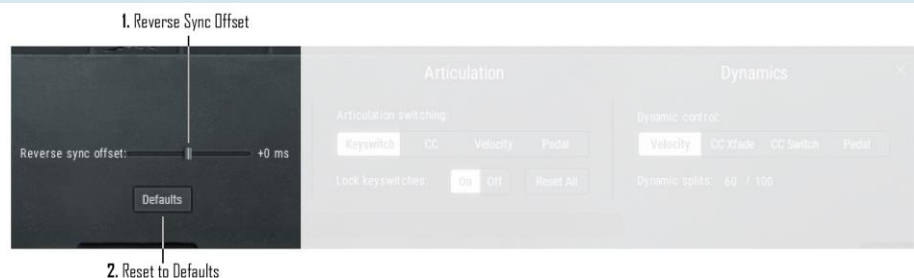 1. Reverse Sync Offset
Articulation
Dynamics
Articulation switching:
Dynamic control:
Reverse sync offset:
+0 ms
Keyswitch
CC
Velocity
Pedal
Velocity
CC Xfade
CC Switch
Pedal
Lock keyswitches:
On
Off
Reset All
Dynamic splits: 60 / 100
Defaults
2. Reset to Defaults